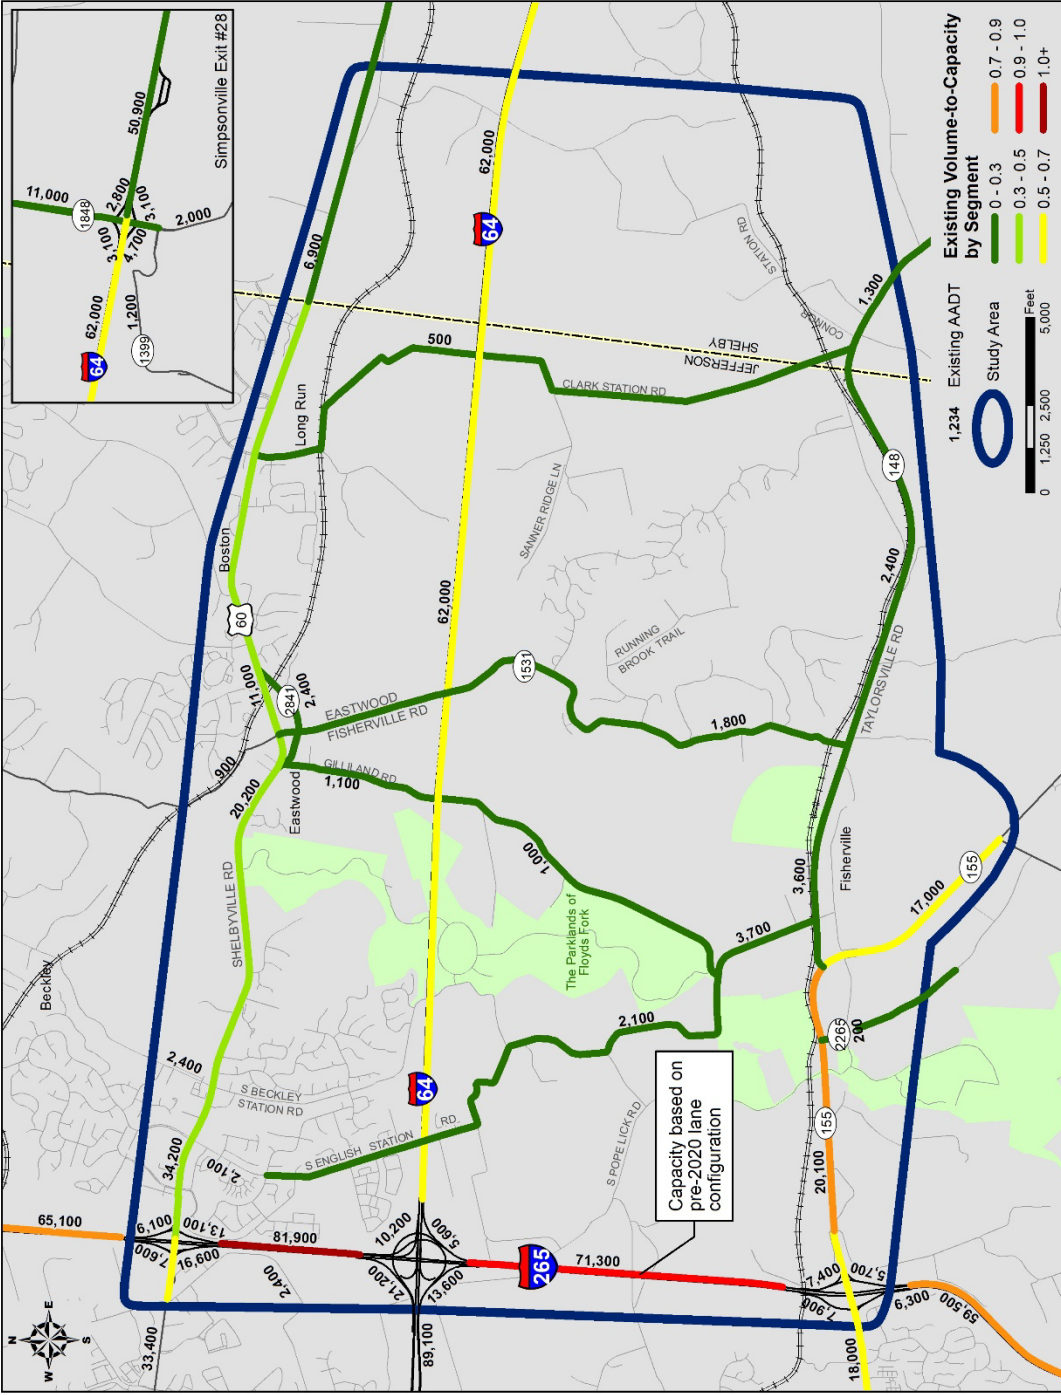 Simpsonville Exit #28
11,000
1848
50,900
2,800
3,100
3,100
4,700
2,000
62,000
64
1,200
1399
N
W
E
S
Beckley
65,100
33,400
7,600
6,100
16,600
13,100
100
34,200
2,100
2,400
S BECKLEY
STATION RD
SHELBYVILLE RD
20,200
900
Eastwood
11,000
2841
2,400
60
Boston
Long Run
6,900
81,900
2,400
S ENGLISH STATION RD
GILLILAND RD
1,100
EASTWOOD
FISHERVILLE RD
500
89,100
21,200
10,200
13,600
5,600
64
62,000
64
62,000
1,000
1531
SANNER RIDGE LN
CLARK STATION RD
JEFFERSON
SHELBY
STATION RD
CONNOR
265
71,300
2,100
The Parklands of
Floyds Fork
RUNNING
BROOK TRAIL
1,800
S POPE LICK RD
Capacity based on
pre-2020 lane
configuration
3,700
3,600
Fisherville
TAYLORSVILLE RD
2,400
148
1,300
7,900
7,400
9,300
5,700
18,000
59,500
20,100
155
2265
200
17,000
155
1,234
Existing AADT
Study Area
0
1,250
2,500
5,000
Feet
Existing Volume-to-Capacity
by Segment
0 - 0.3
0.3 - 0.5
0.5 - 0.7
0.7 - 0.9
0.9 - 1.0
1.0+